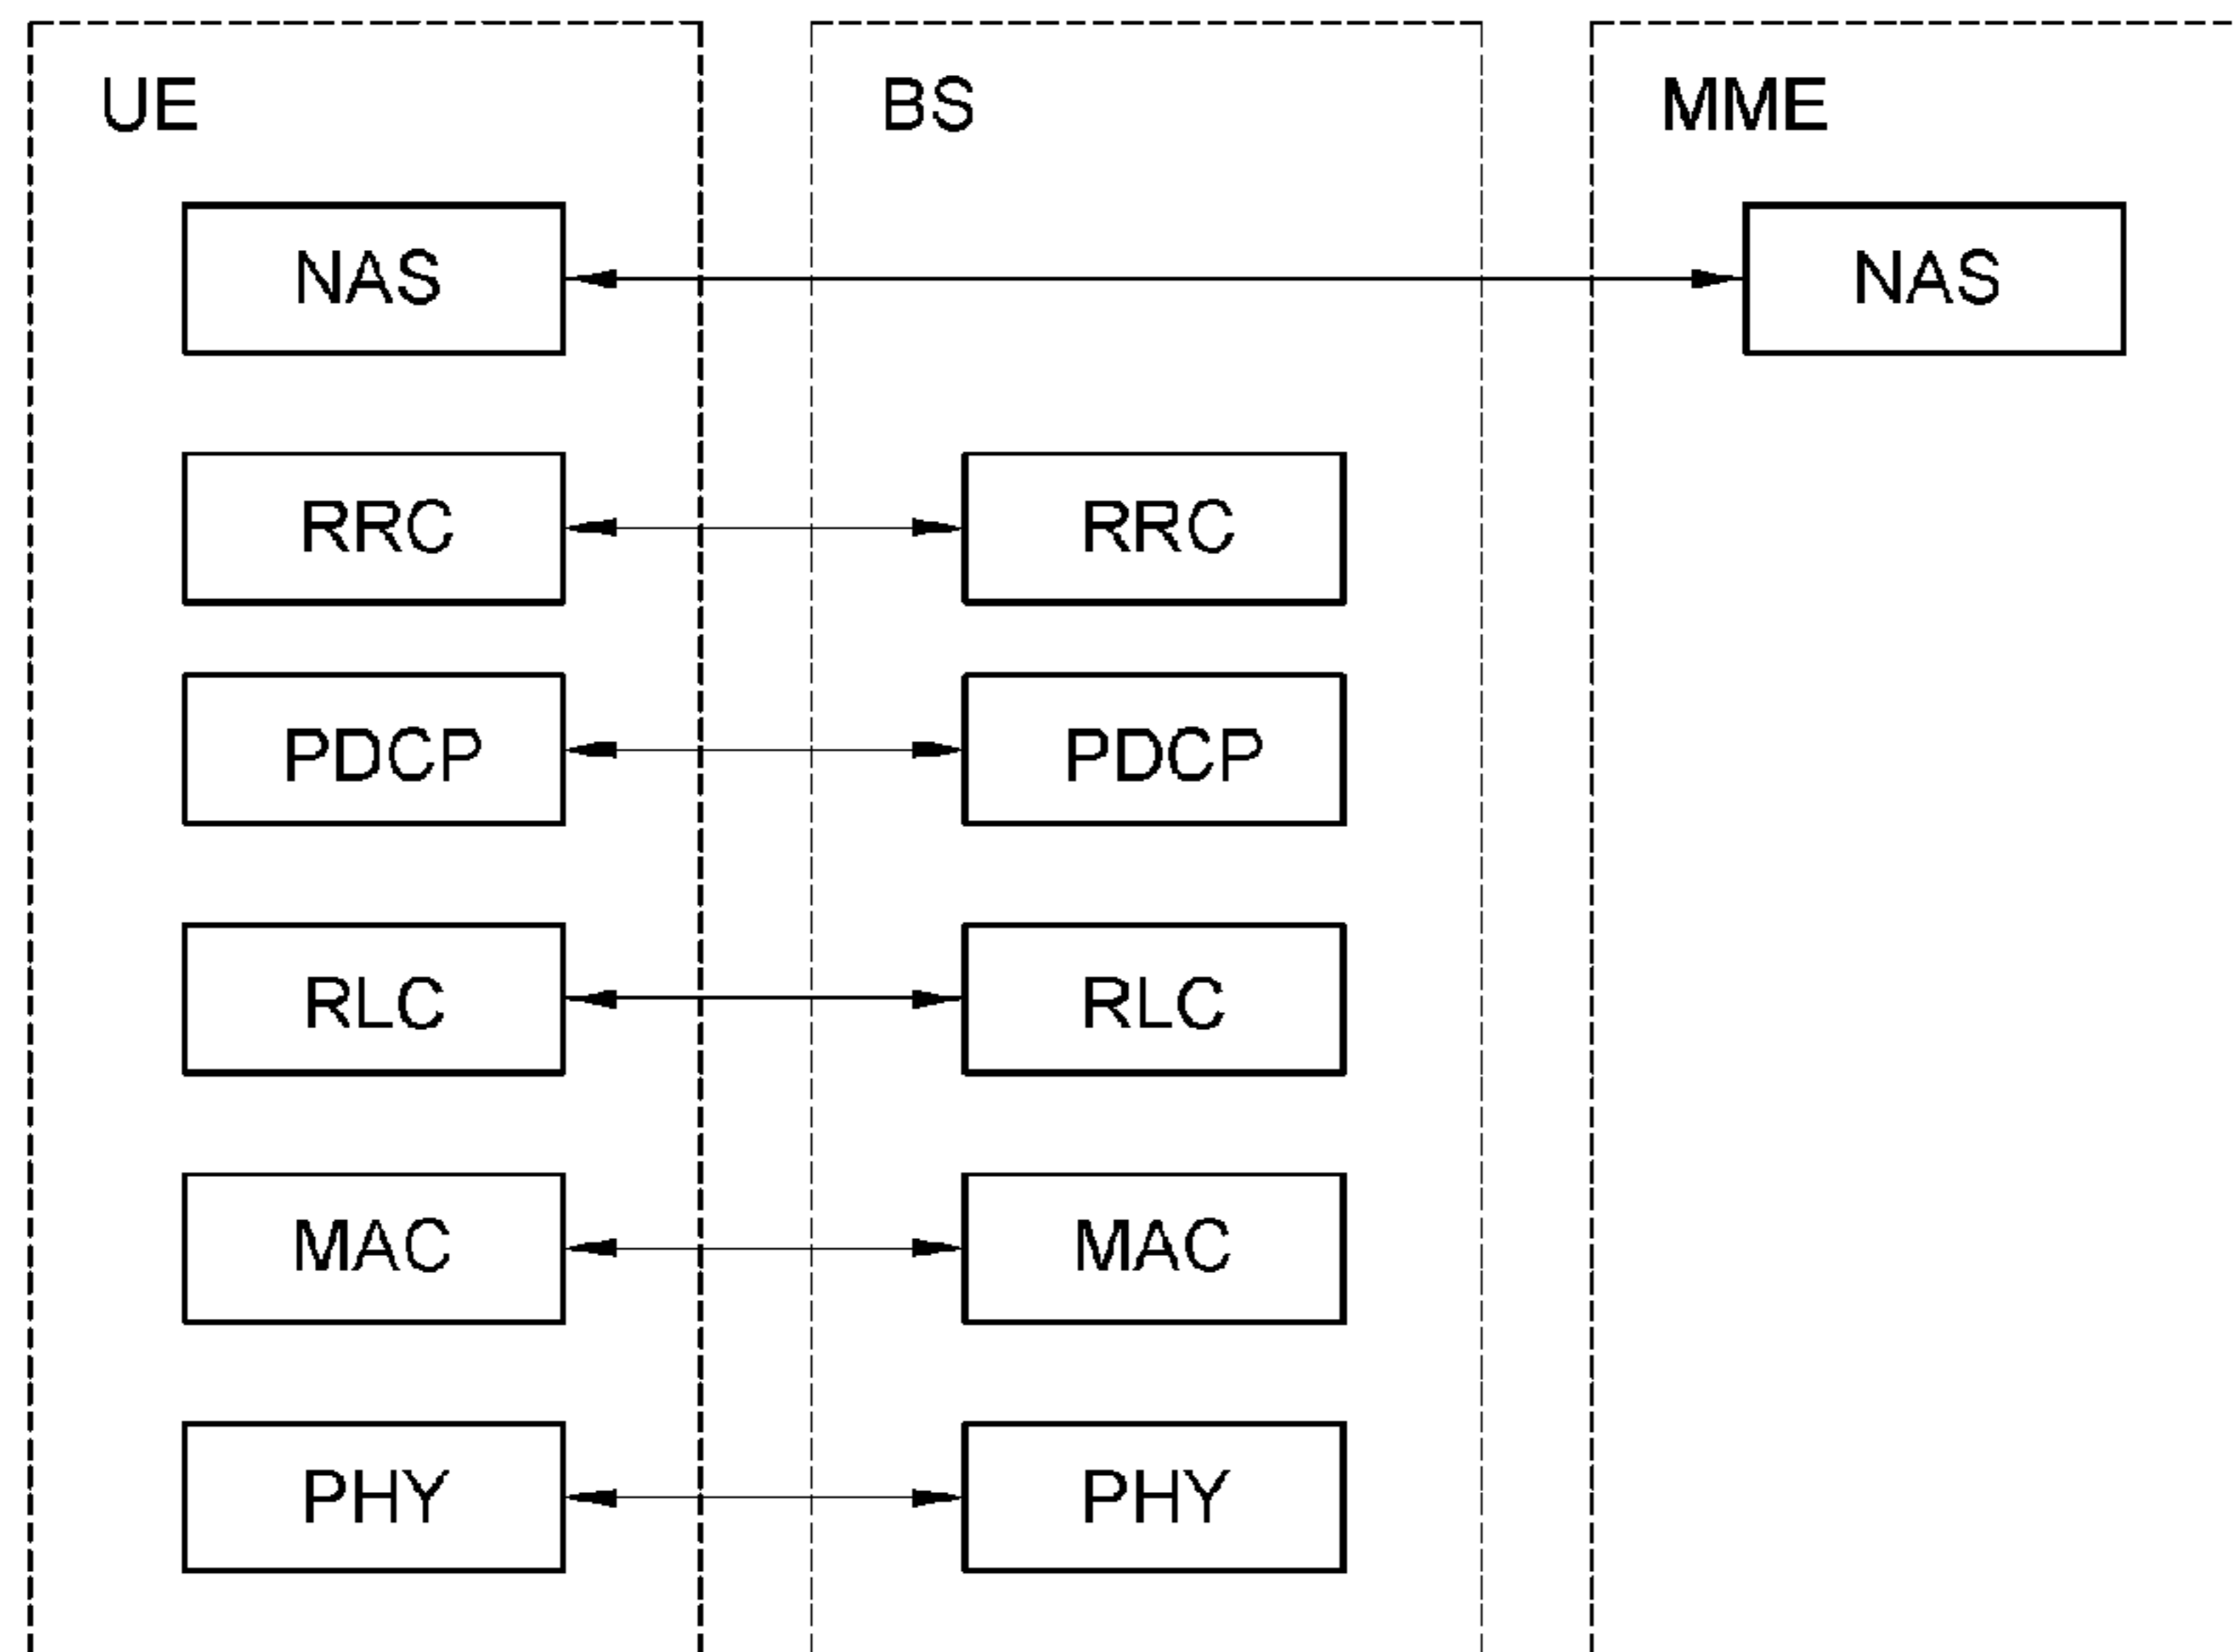 UE BS MME
NAS NAS
RRC RRC
PDCP PDCP
RLC RLC
MAC MAC
PHY PHY